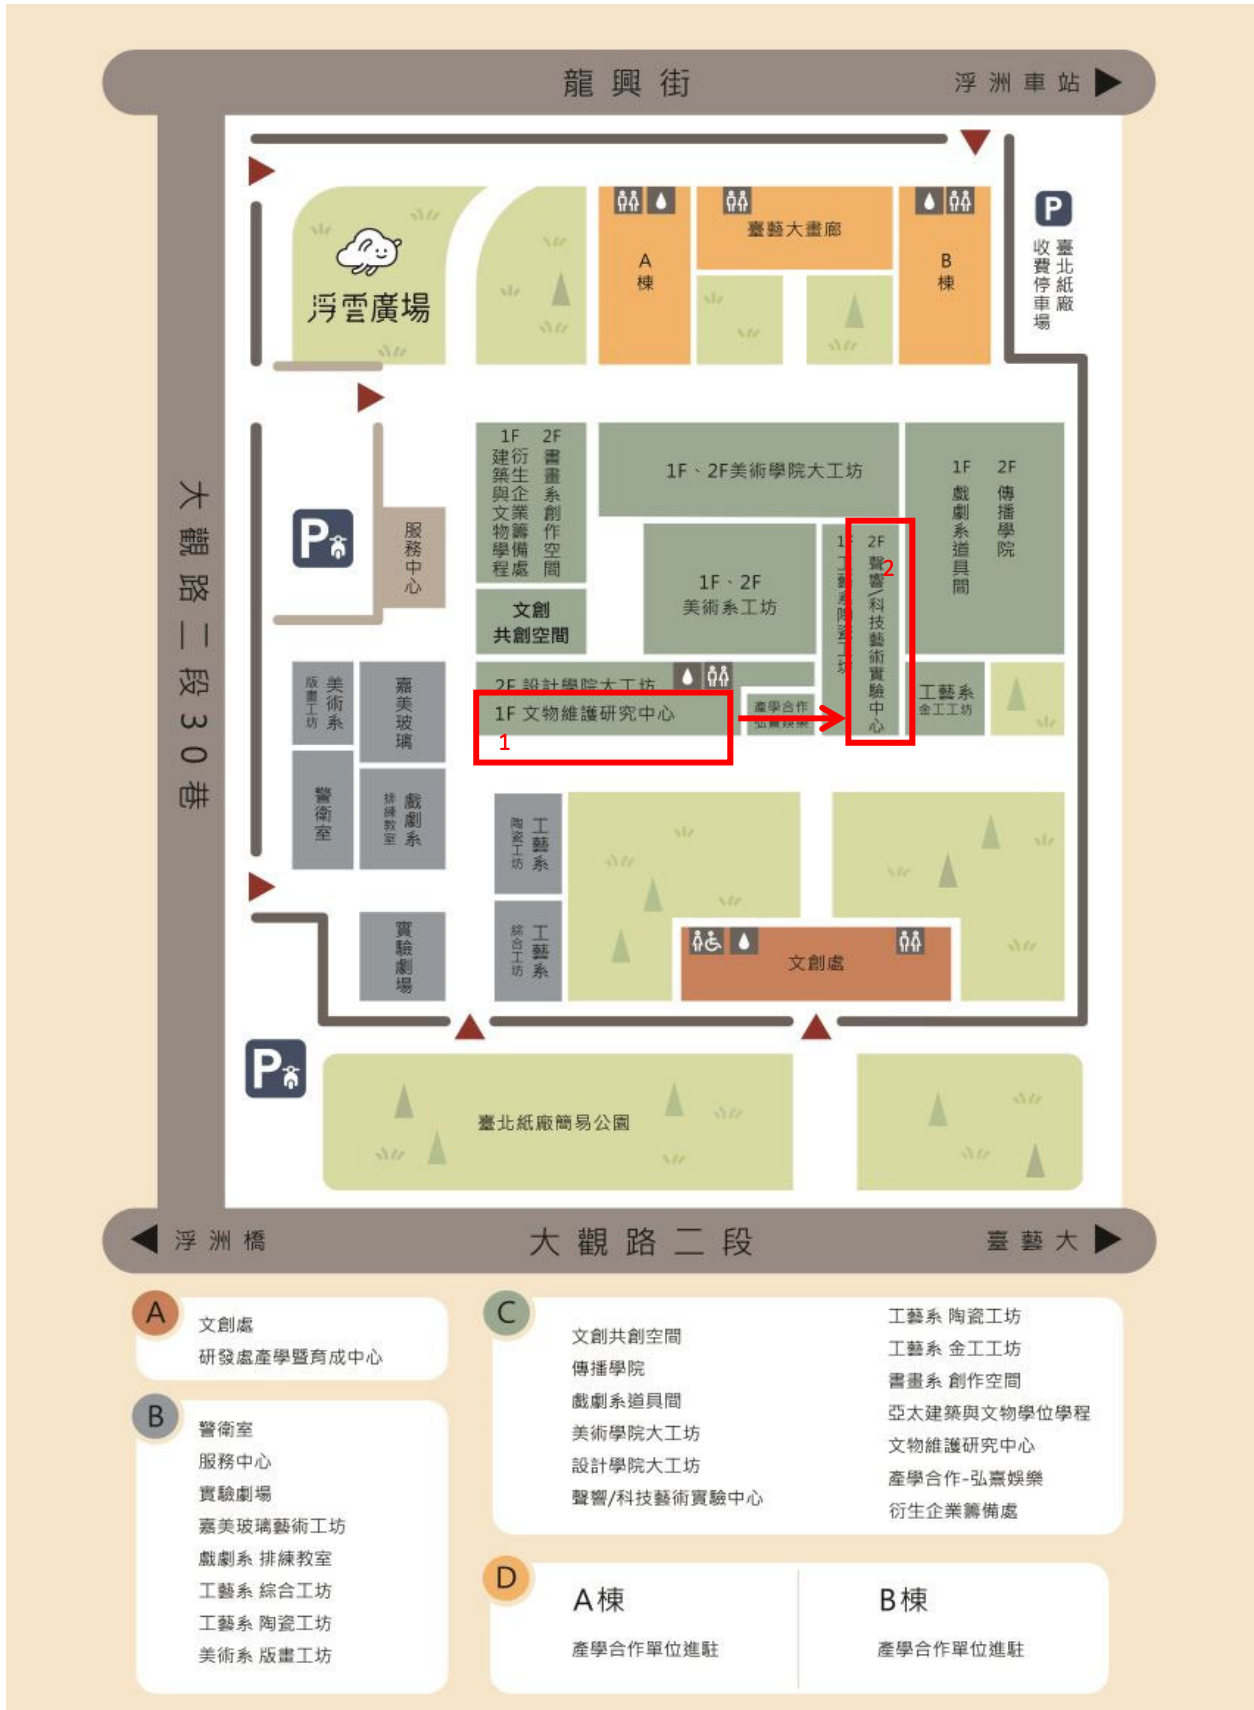 龍興街
浮洲車站
P
臺北紙廠
收費停車場
浮雲廣場
A棟
臺藝大畫廊
B棟
大觀路二段30巷
P
服務中心
1F
建築與文物學程
衍生企業籌備處
2F
書畫系創作空間
文創
共創空間
1F、2F美術學院大工坊
1F、2F
美術系工坊
1F
工藝系陶瓷工坊
2F
聲響\科技藝術實驗中心
2
1F
戲劇系道具間
2F
傳播學院
2F 設計學院大工坊
1F 文物維護研究中心
1
產學合作
弘熹娛樂
工藝系
金工工坊
美術系
版畫工坊
嘉美玻璃
警衛室
戲劇系
排練教室
工藝系
陶瓷工坊
實驗劇場
工藝系
綜合工坊
文創處
P
臺北紙廠簡易公園
浮洲橋
大觀路二段
臺藝大
A
文創處
研發處產學暨育成中心
B
警衛室
服務中心
實驗劇場
嘉美玻璃藝術工坊
戲劇系 排練教室
工藝系 綜合工坊
工藝系 陶瓷工坊
美術系 版畫工坊
C
文創共創空間
傳播學院
戲劇系道具間
美術學院大工坊
設計學院大工坊
聲響/科技藝術實驗中心
工藝系 陶瓷工坊
工藝系 金工工坊
書畫系 創作空間
亞太建築與文物學位學程
文物維護研究中心
產學合作-弘熹娛樂
衍生企業籌備處
D
A棟
產學合作單位進駐
B棟
產學合作單位進駐